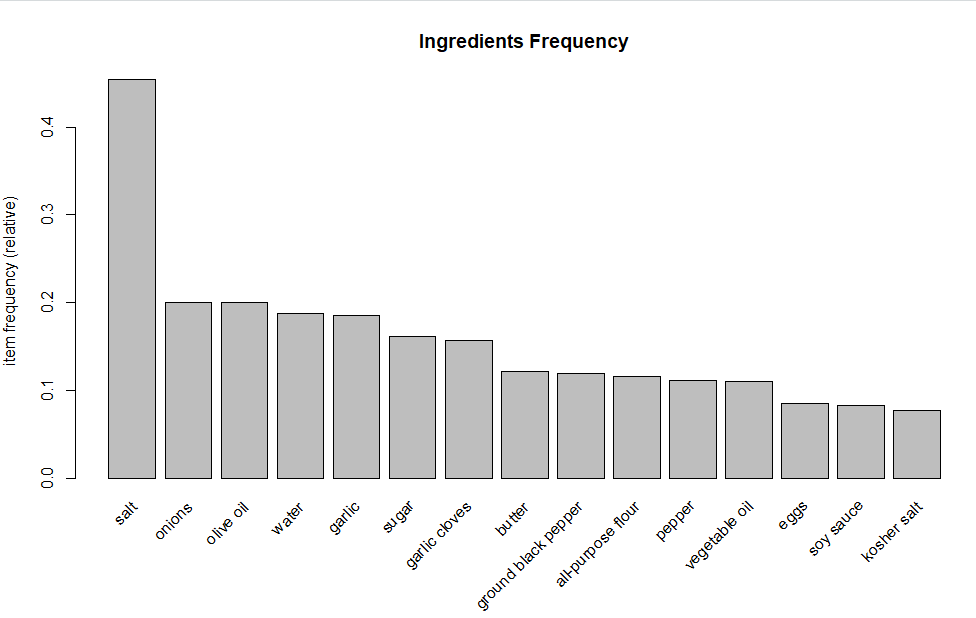 Ingredients Frequency
item frequency (relative)
0.4
0.3
0.2
0.1
0.0
salt
onions
olive oil
water
garlic
sugar
garlic cloves
butter
ground black pepper
all-purpose flour
pepper
vegetable oil
eggs
soy sauce
kosher salt